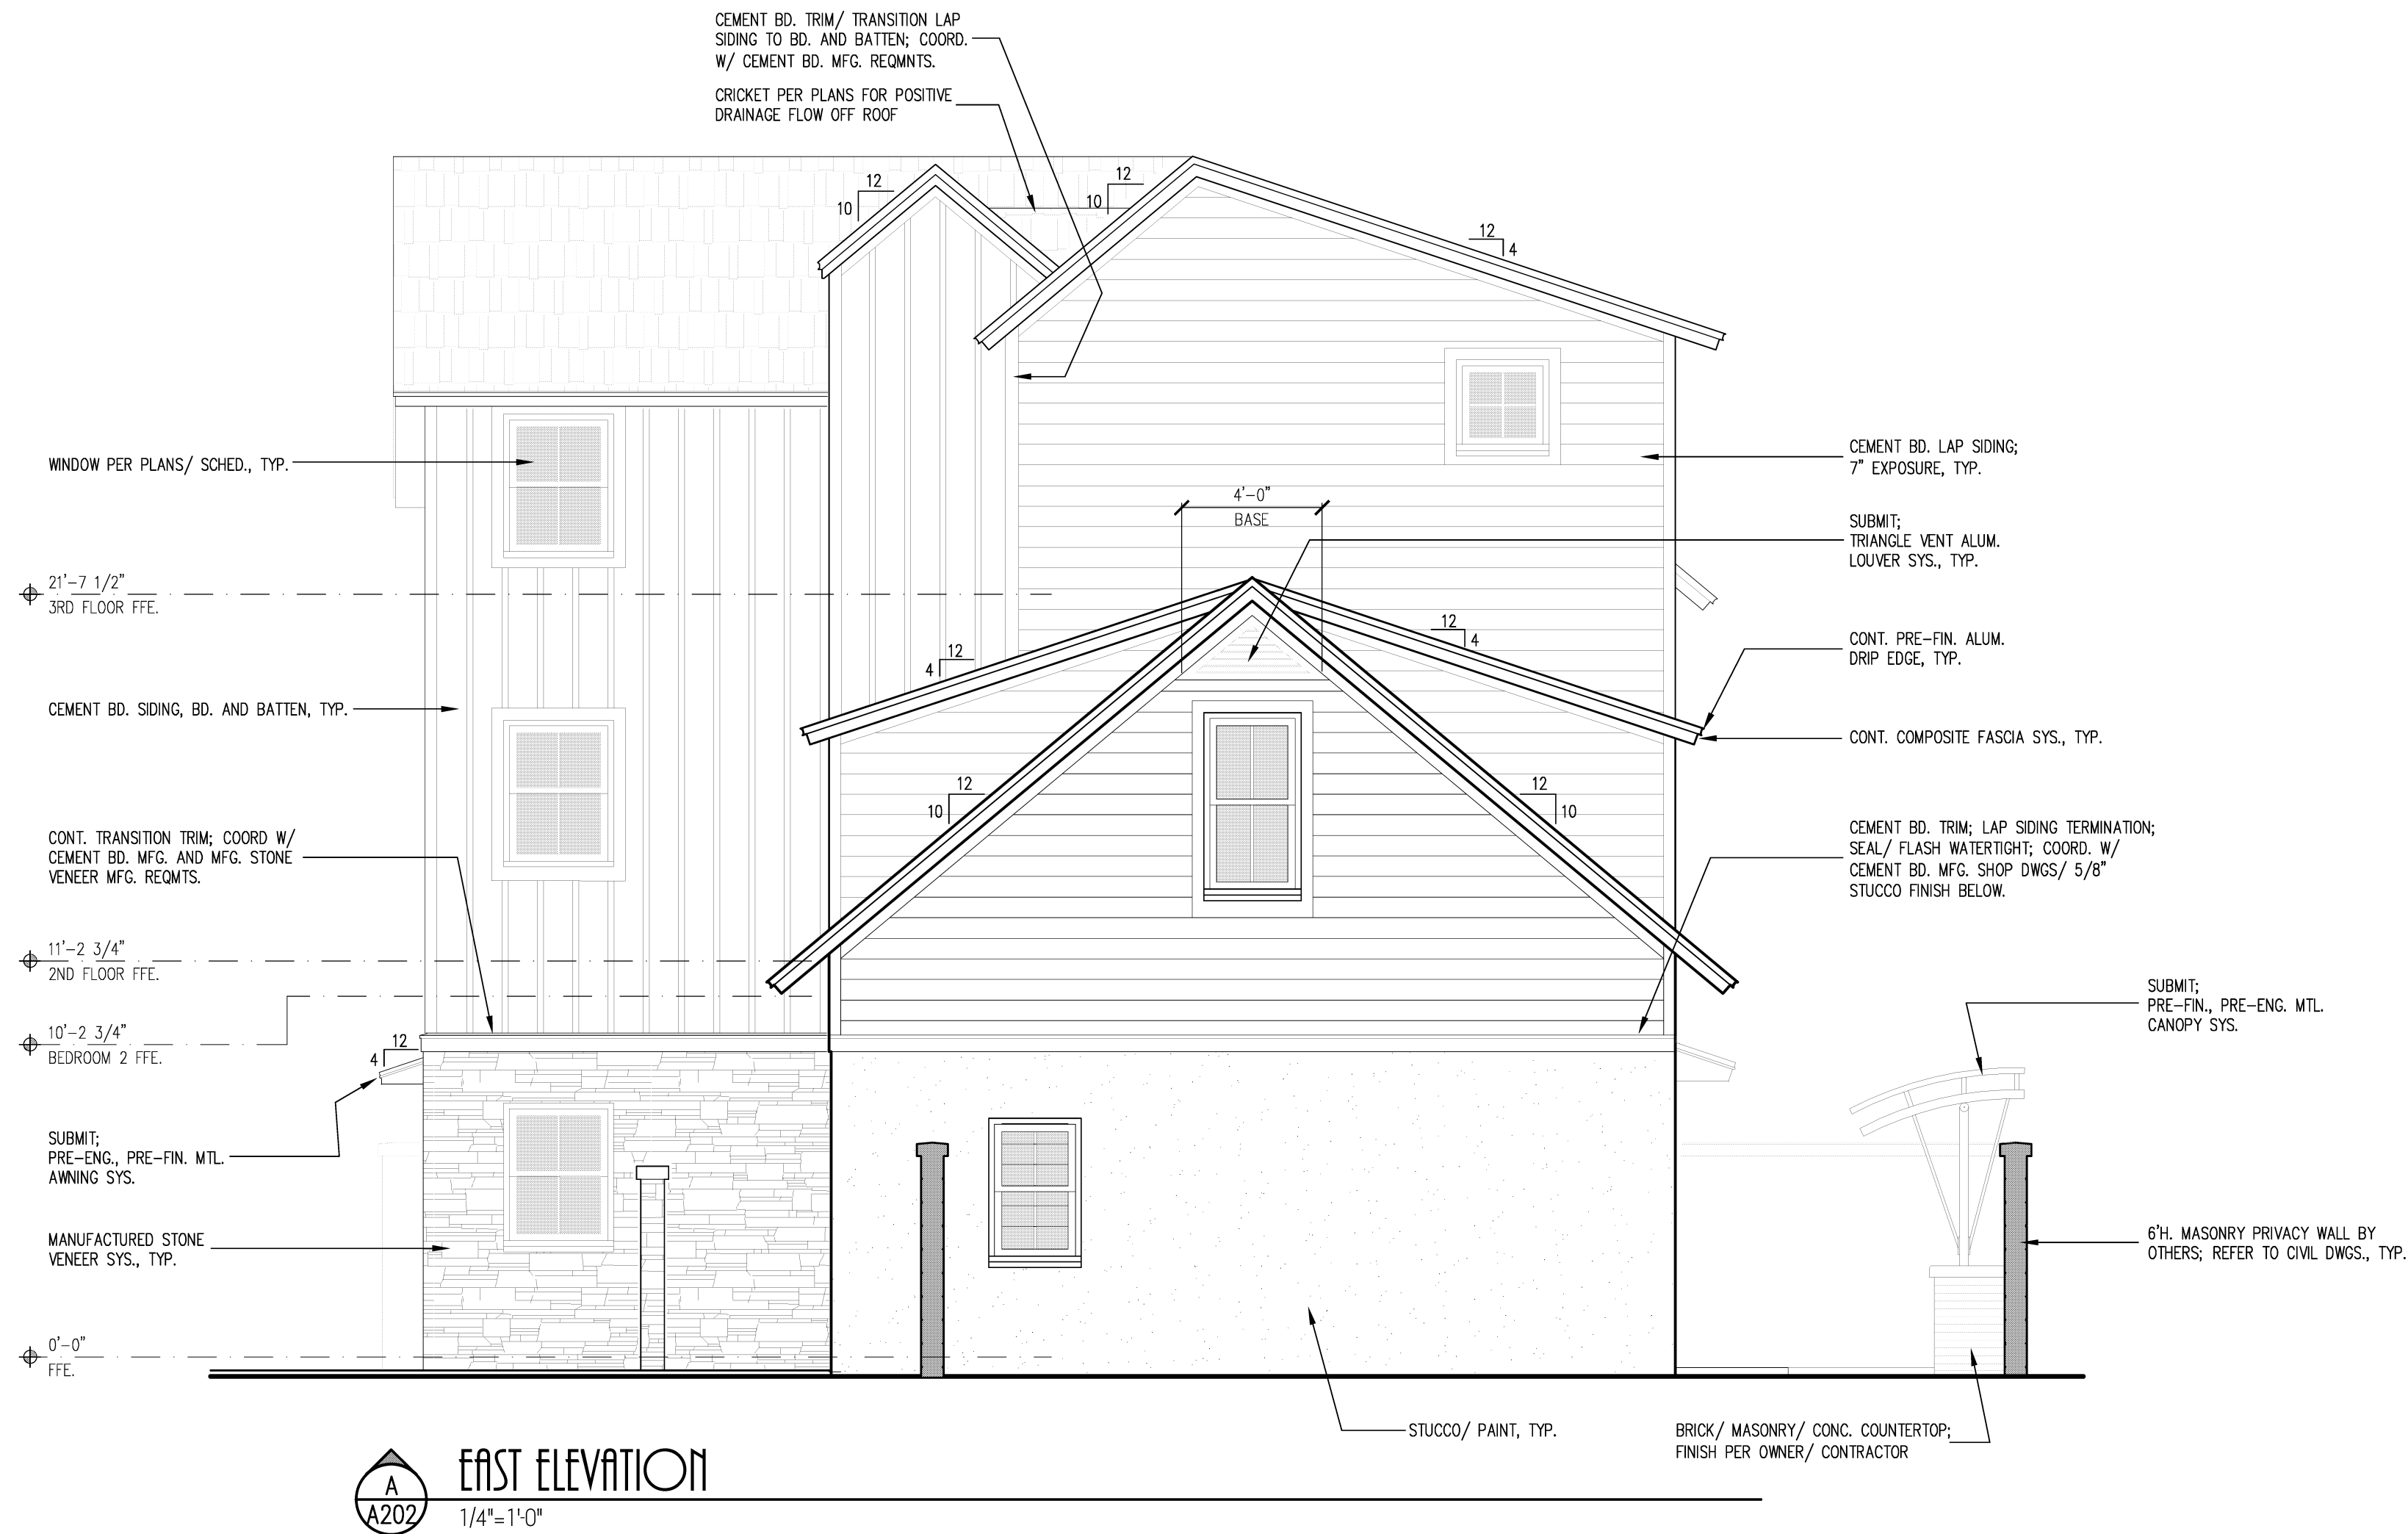 CEMENT BD. TRIM/ TRANSITION LAP
SIDING TO BD. AND BATTEN; COORD.
W/ CEMENT BD. MFG. REQMNTS.
CRICKET PER PLANS FOR POSITIVE
DRAINAGE FLOW OFF ROOF
12
10
12
10
12
4
WINDOW PER PLANS/ SCHED., TYP.
CEMENT BD. LAP SIDING;
7" EXPOSURE, TYP.
4'-0"
BASE
SUBMIT;
TRIANGLE VENT ALUM.
LOUVER SYS., TYP.
21'-7 1/2"
3RD FLOOR FFE.
12
4
12
4
CONT. PRE-FIN. ALUM.
DRIP EDGE, TYP.
CEMENT BD. SIDING, BD. AND BATTEN, TYP.
CONT. COMPOSITE FASCIA SYS., TYP.
12
10
12
10
CONT. TRANSITION TRIM; COORD W/
CEMENT BD. MFG. AND MFG. STONE
VENEER MFG. REQMTS.
CEMENT BD. TRIM; LAP SIDING TERMINATION;
SEAL/ FLASH WATERTIGHT; COORD. W/
CEMENT BD. MFG. SHOP DWGS/ 5/8"
STUCCO FINISH BELOW.
11'-2 3/4"
2ND FLOOR FFE.
SUBMIT;
PRE-FIN., PRE-ENG. MTL.
CANOPY SYS.
10'-2 3/4"
BEDROOM 2 FFE.
12
4
SUBMIT;
PRE-ENG., PRE-FIN. MTL.
AWNING SYS.
MANUFACTURED STONE
VENEER SYS., TYP.
6'H. MASONRY PRIVACY WALL BY
OTHERS; REFER TO CIVIL DWGS., TYP.
0'-0"
FFE.
STUCCO/ PAINT, TYP.
BRICK/ MASONRY/ CONC. COUNTERTOP;
FINISH PER OWNER/ CONTRACTOR
A
A202
EAST ELEVATION
1/4"=1'-0"